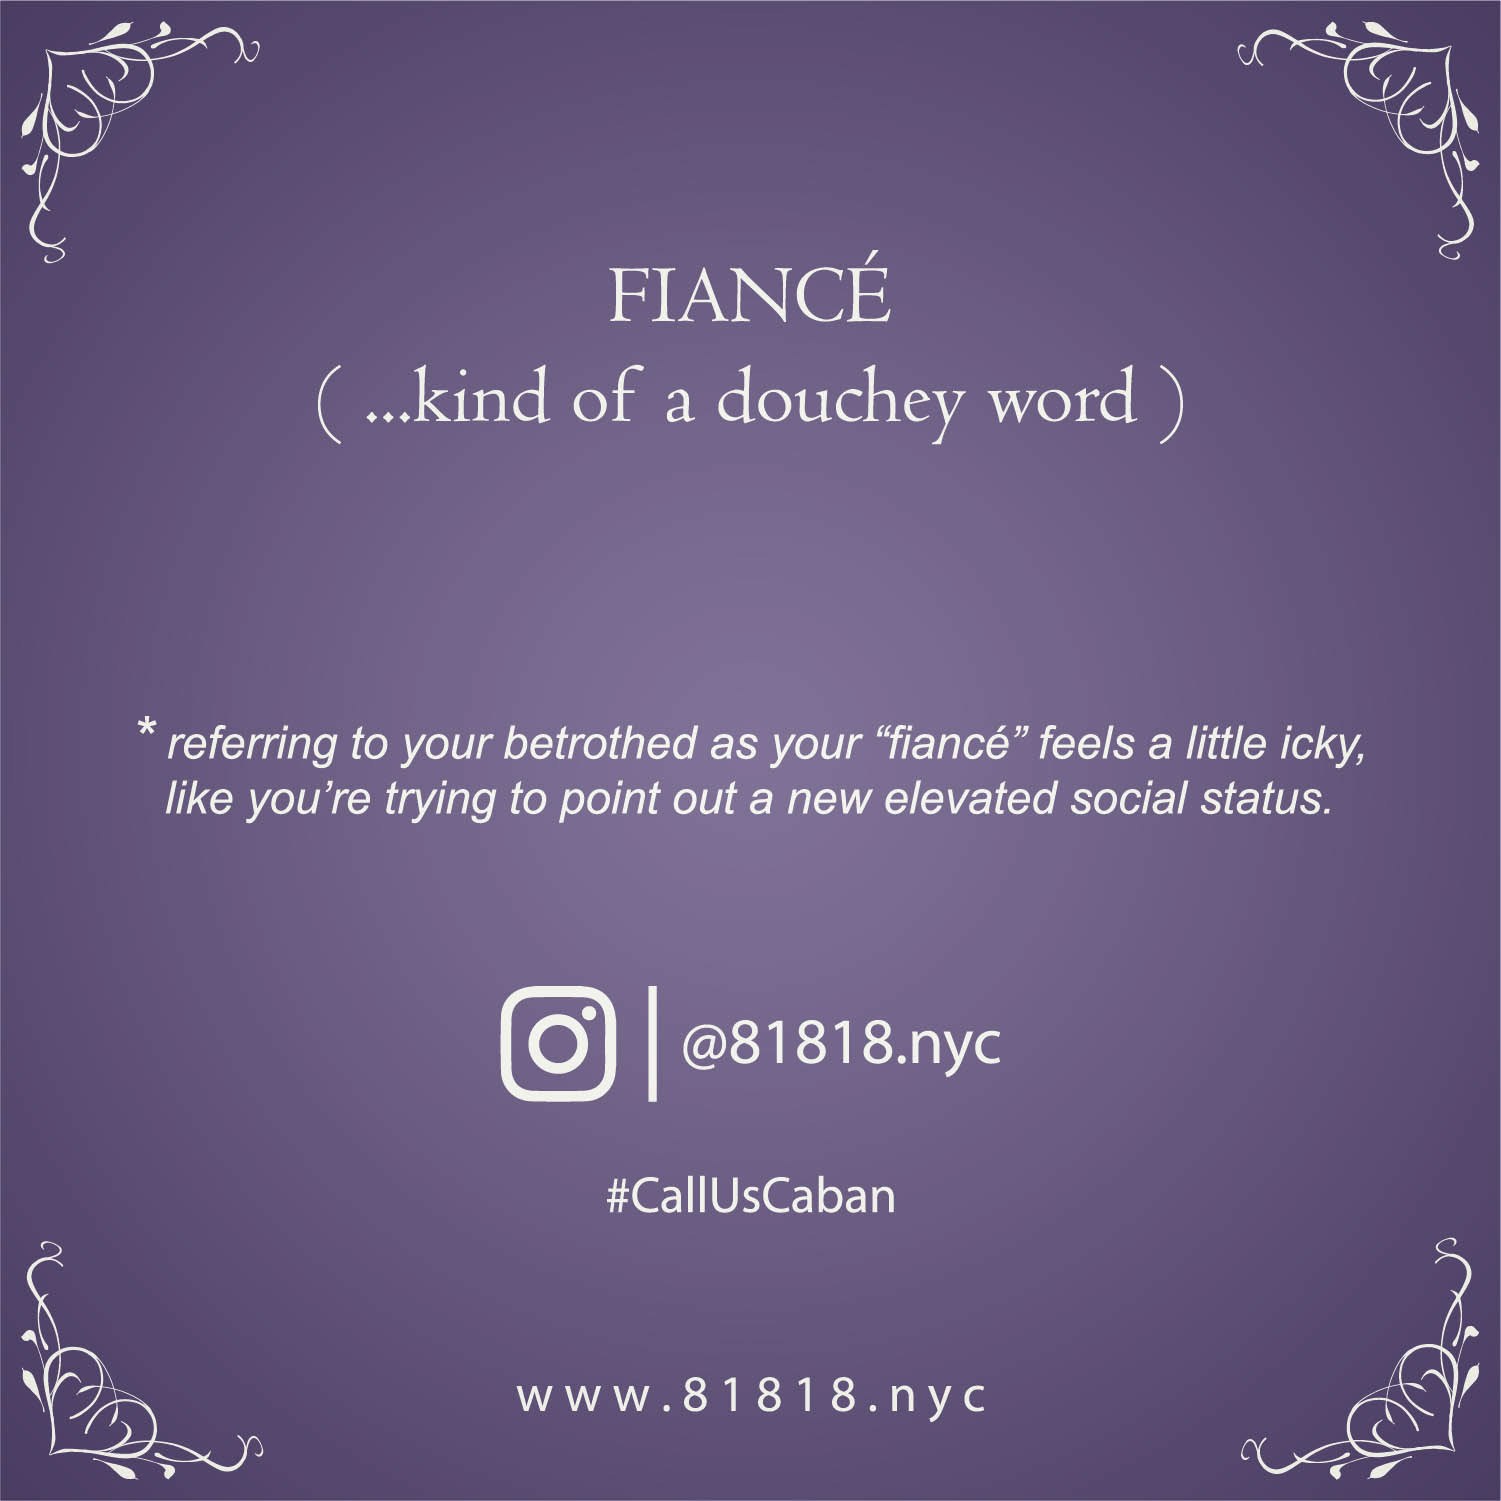 FIANCÉ
( ...kind of a douchey word )
* referring to your betrothed as your “fiancé” feels a little icky,
like you’re trying to point out a new elevated social status.
@81818.nyc
#CallUsCaban
www.81818.nyc